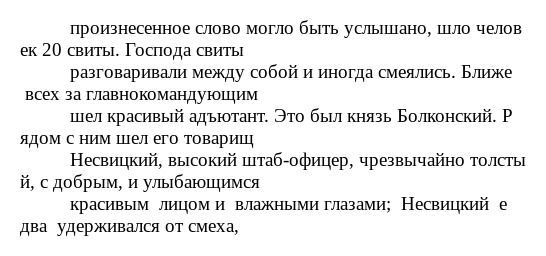 произнесенное слово могло быть услышано, шло челов
ек 20 свиты. Господа свиты
разговаривали между собой и иногда смеялись. Ближе
всех за главнокомандующим
шел красивый адъютант. Это был князь Болконский. Р
ядом с ним шел его товарищ
Несвицкий, высокий штаб-офицер, чрезвычайно толсты
й, с добрым, и улыбающимся
красивым  лицом и  влажными глазами;  Несвицкий  е
два  удерживался от смеха,